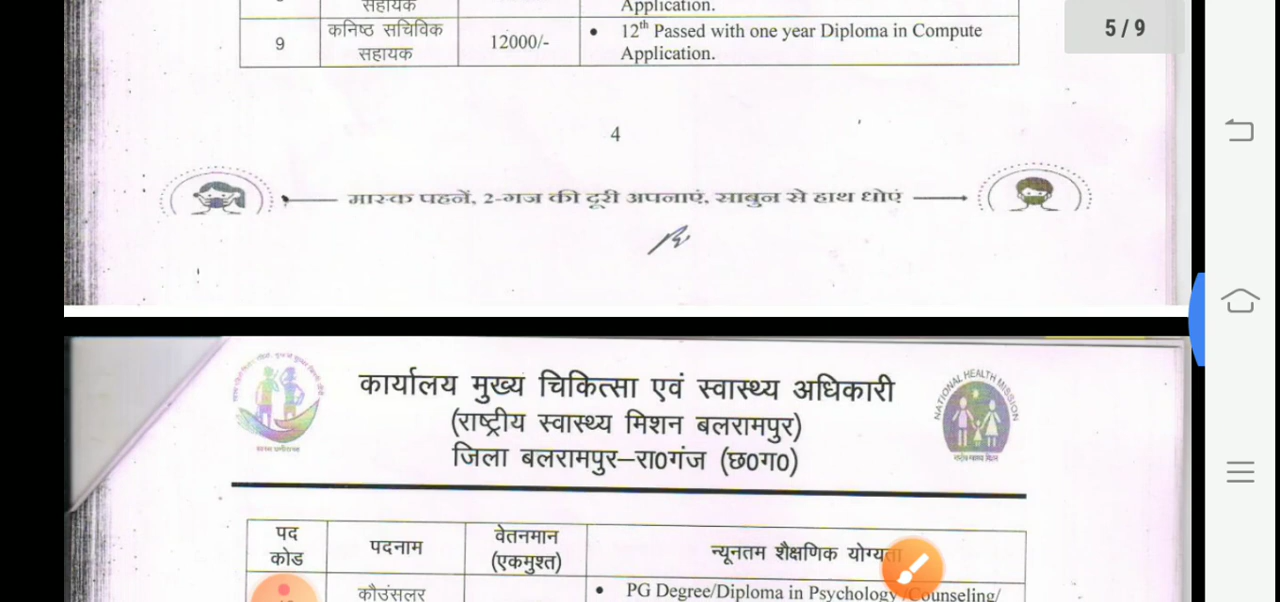 सहायक
Application.
9
कनिष्ठ सचिविक
सहायक
12000/-
• 12th Passed with one year Diploma in Compute
Application.
5 / 9
4
मास्क पहनें, 2-गज की दूरी अपनाएं, साबुन से हाथ धोएं
कार्यालय मुख्य चिकित्सा एवं स्वास्थ्य अधिकारी
(राष्ट्रीय स्वास्थ्य मिशन बलरामपुर)
जिला बलरामपुर–रा0गंज (छ0ग0)
NATIONAL HEALTH MISSION
पद
कोड
पदनाम
वेतनमान
(एकमुश्त)
न्यूनतम शैक्षणिक योग्यता
कौउंसलर
• PG Degree/Diploma in Psychology /Counseling/